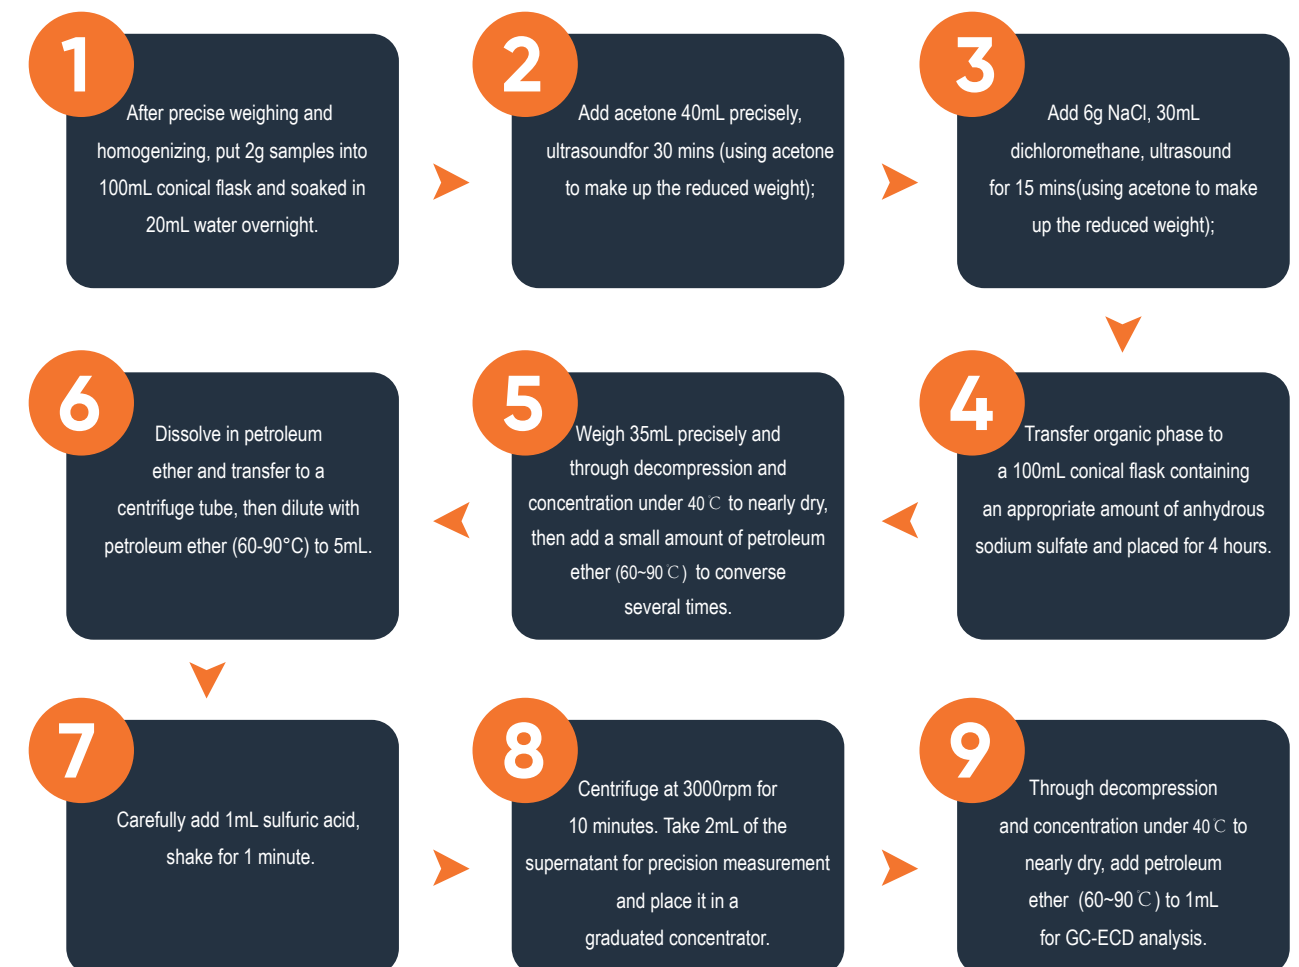 1
After precise weighing and
homogenizing, put 2g samples into
100mL conical flask and soaked in
20mL water overnight.
2
Add acetone 40mL precisely,
ultrasoundfor 30 mins (using acetone
to make up the reduced weight);
3
Add 6g NaCl, 30mL
dichloromethane, ultrasound
for 15 mins(using acetone to make
up the reduced weight);
4
Transfer organic phase to
a 100mL conical flask containing
an appropriate amount of anhydrous
sodium sulfate and placed for 4 hours.
5
Weigh 35mL precisely and
through decompression and
concentration under 40℃ to nearly dry,
then add a small amount of petroleum
ether (60~90℃) to converse
several times.
6
Dissolve in petroleum
ether and transfer to a
centrifuge tube, then dilute with
petroleum ether (60-90°C) to 5mL.
7
Carefully add 1mL sulfuric acid,
shake for 1 minute.
8
Centrifuge at 3000rpm for
10 minutes. Take 2mL of the
supernatant for precision measurement
and place it in a
graduated concentrator.
9
Through decompression
and concentration under 40℃ to
nearly dry, add petroleum
ether (60~90℃) to 1mL
for GC-ECD analysis.